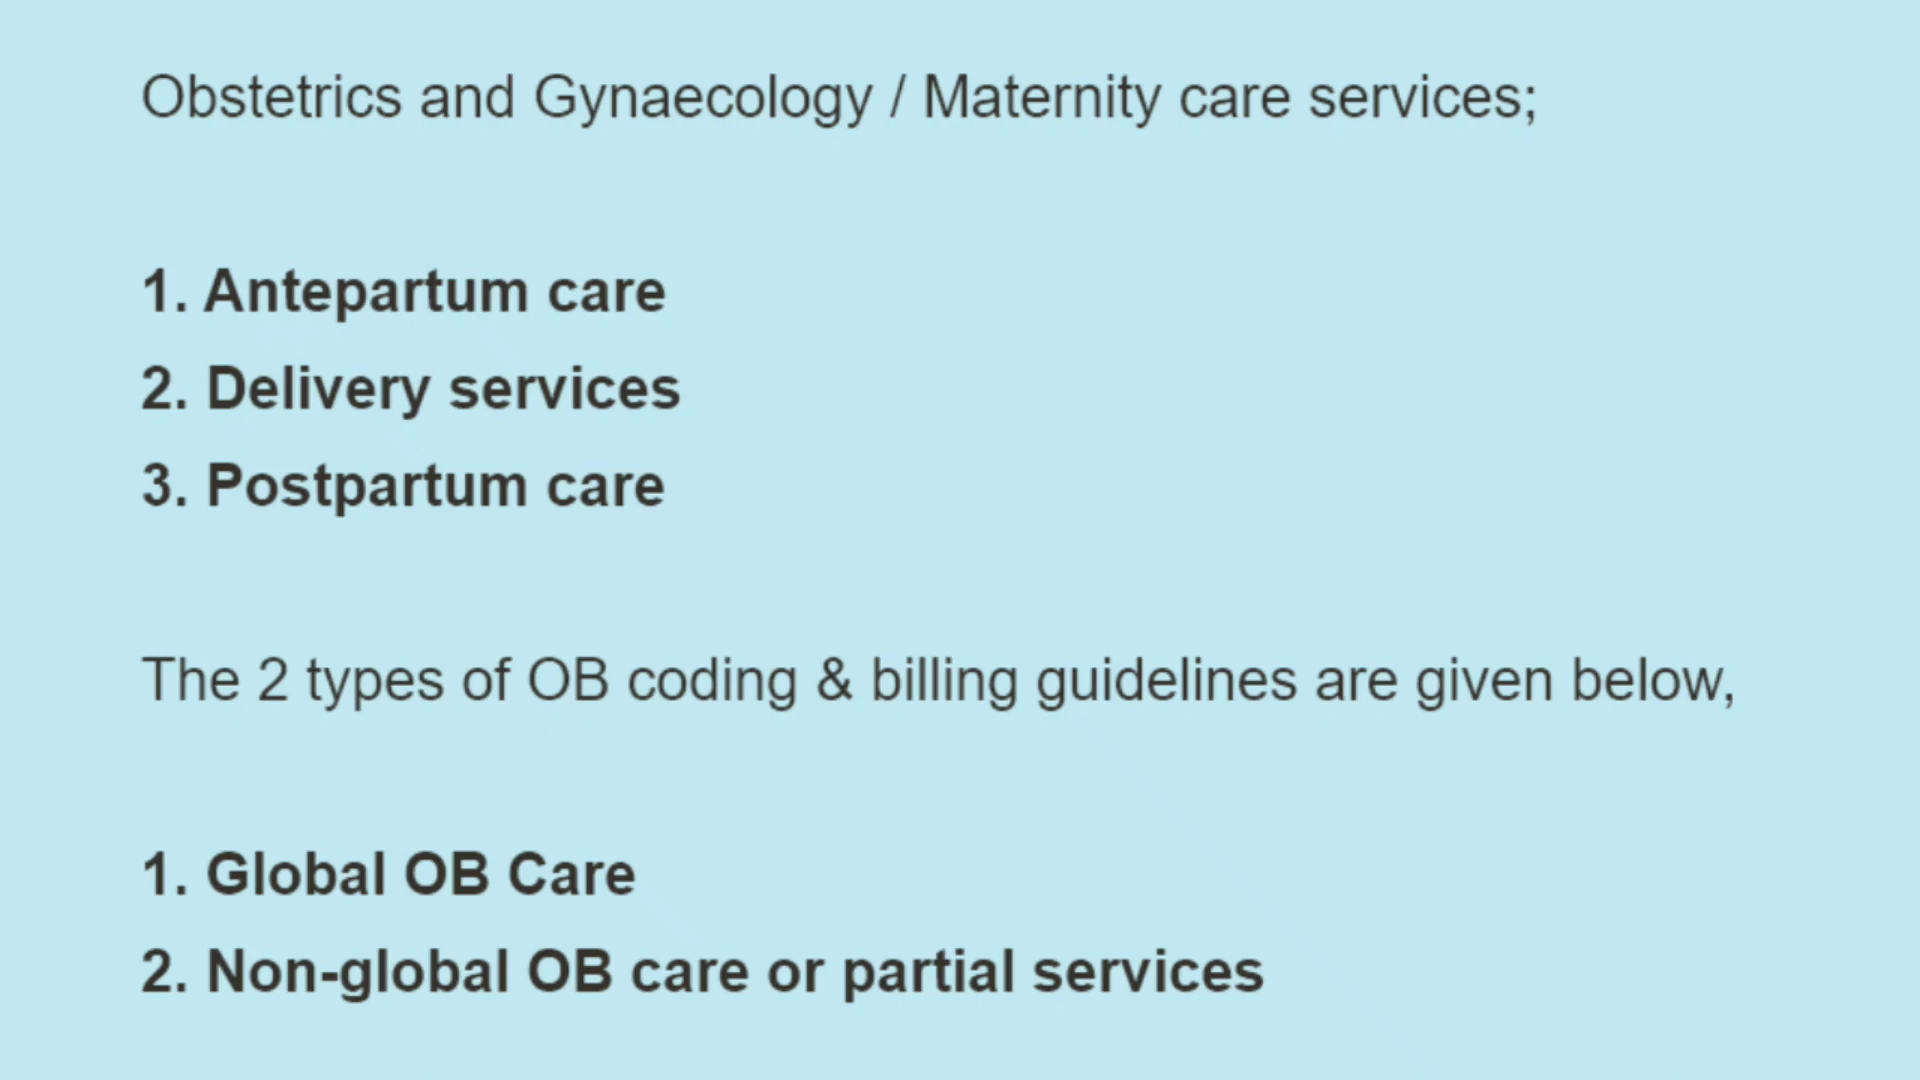 Obstetrics and Gynaecology / Maternity care services;
1. Antepartum care
2. Delivery services
3. Postpartum care
The 2 types of OB coding & billing guidelines are given below,
1. Global OB Care
2. Non-global OB care or partial services